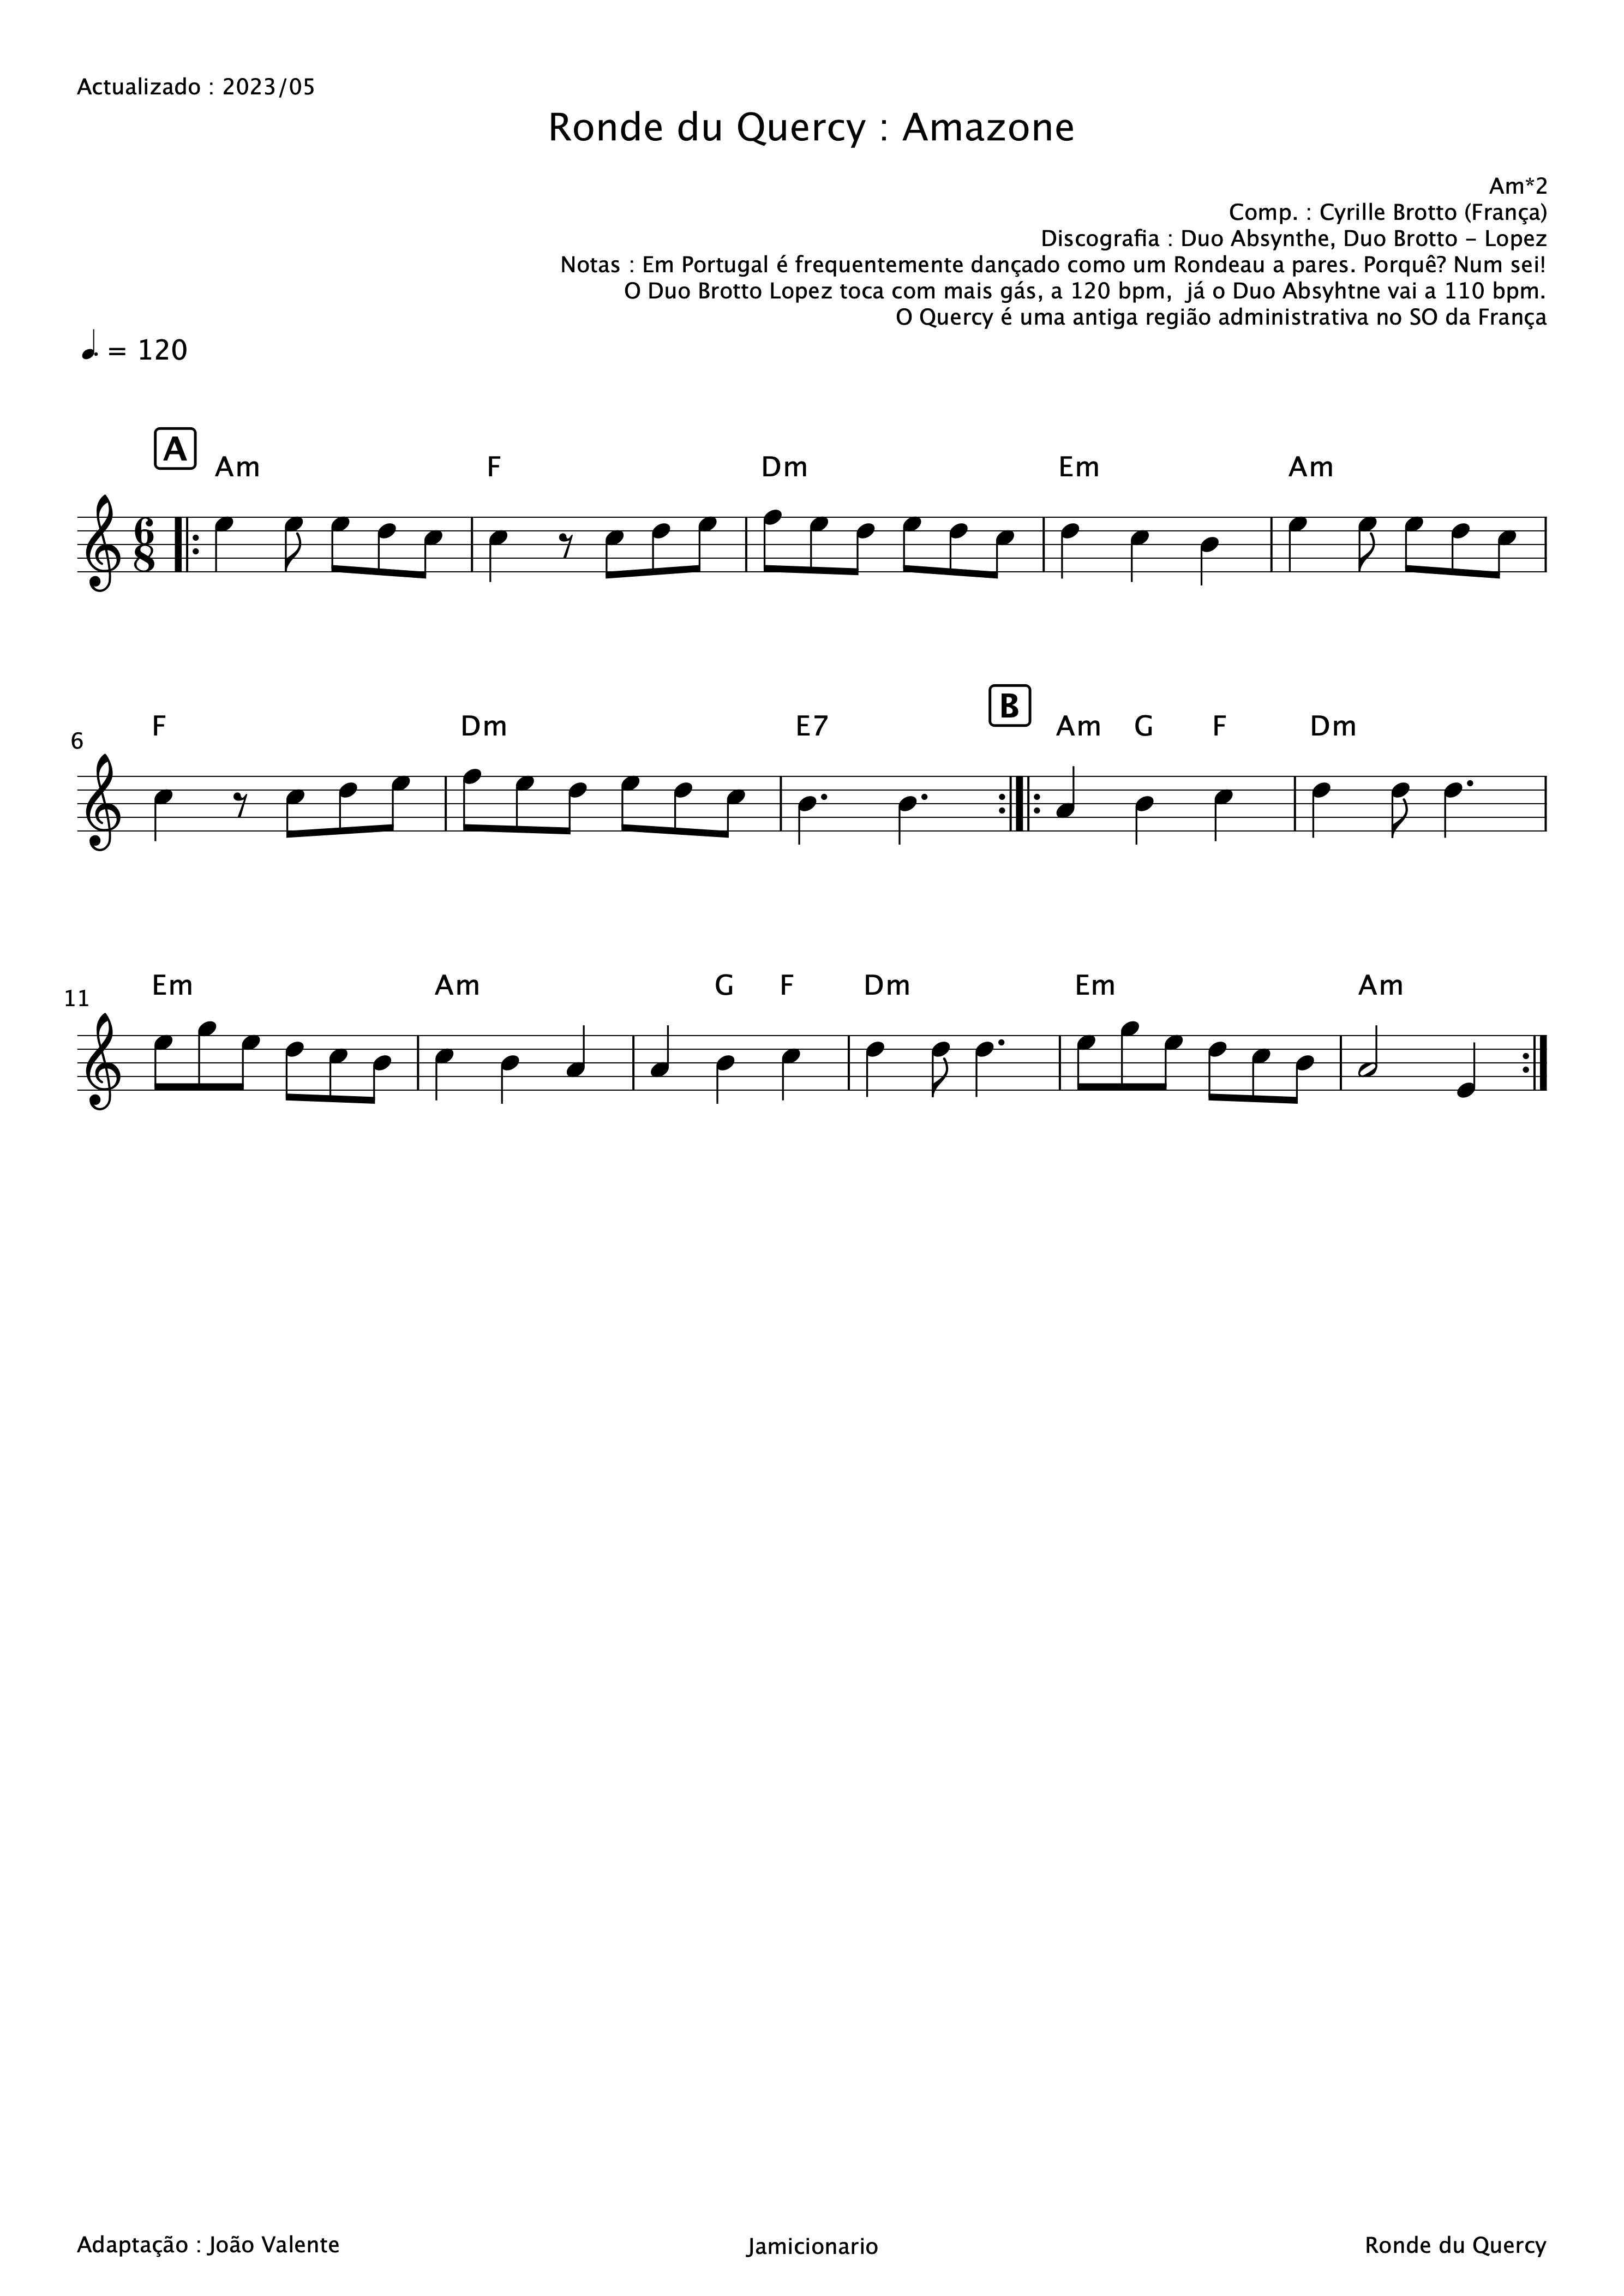 Actualizado : 2023/05
Ronde du Quercy : Amazone
Am*2
Comp. : Cyrille Brotto (França)
Discografia : Duo Absynthe, Duo Brotto - Lopez
Notas : Em Portugal é frequentemente dançado como um Rondeau a pares. Porquê? Num sei!
O Duo Brotto Lopez toca com mais gás, a 120 bpm,  já o Duo Absyhtne vai a 110 bpm.
O Quercy é uma antiga região administrativa no SO da França
= 120
A
Am F Dm Em Am
6 8
B
F Dm E7 Am G F Dm
6
Em Am G F Dm Em Am
11
Adaptação : João Valente Jamicionario Ronde du Quercy